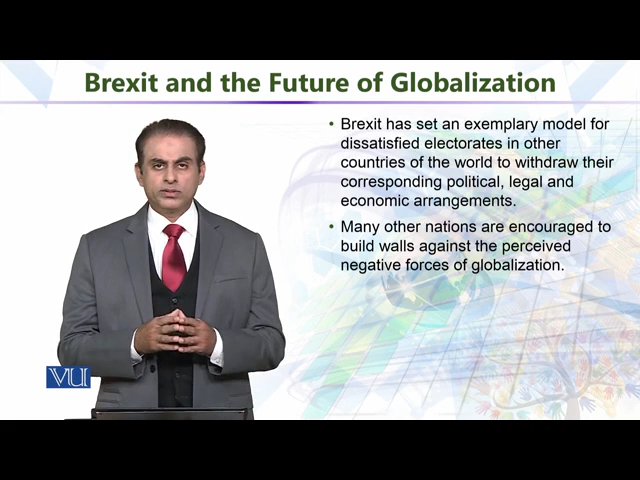 Brexit and the Future of Globalization
• Brexit has set an exemplary model for
dissatisfied electorates in other
countries of the world to withdraw their
corresponding political, legal and
economic arrangements.
• Many other nations are encouraged to
build walls against the perceived
negative forces of globalization.
VU